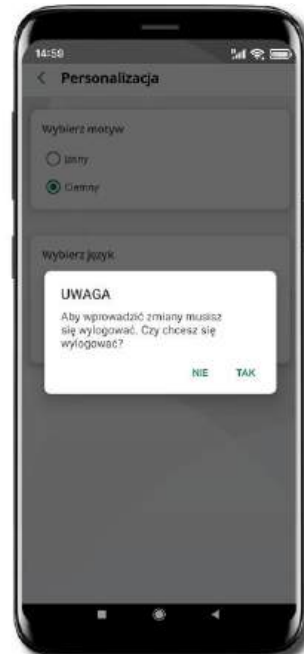 14:59
Personalizacja
Wybierz motyw
Jasny
Ciemny
Wybierz język
UWAGA
Aby wprowadzić zmiany musisz
się wylogować. Czy chcesz się
wylogować?
NIE TAK